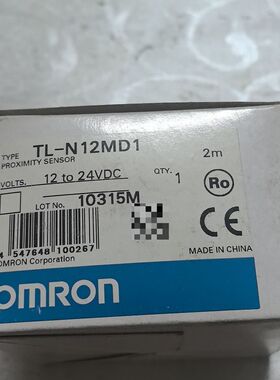 TYPE TL-N12MD1 2m
PROXIMITY SENSOR
VOLTS. 12 to 24VDC QTY. 1
LOT No. 10315M
Ro
CE
4 547648 100267
OMRON Corporation
MADE IN CHINA
OMRON